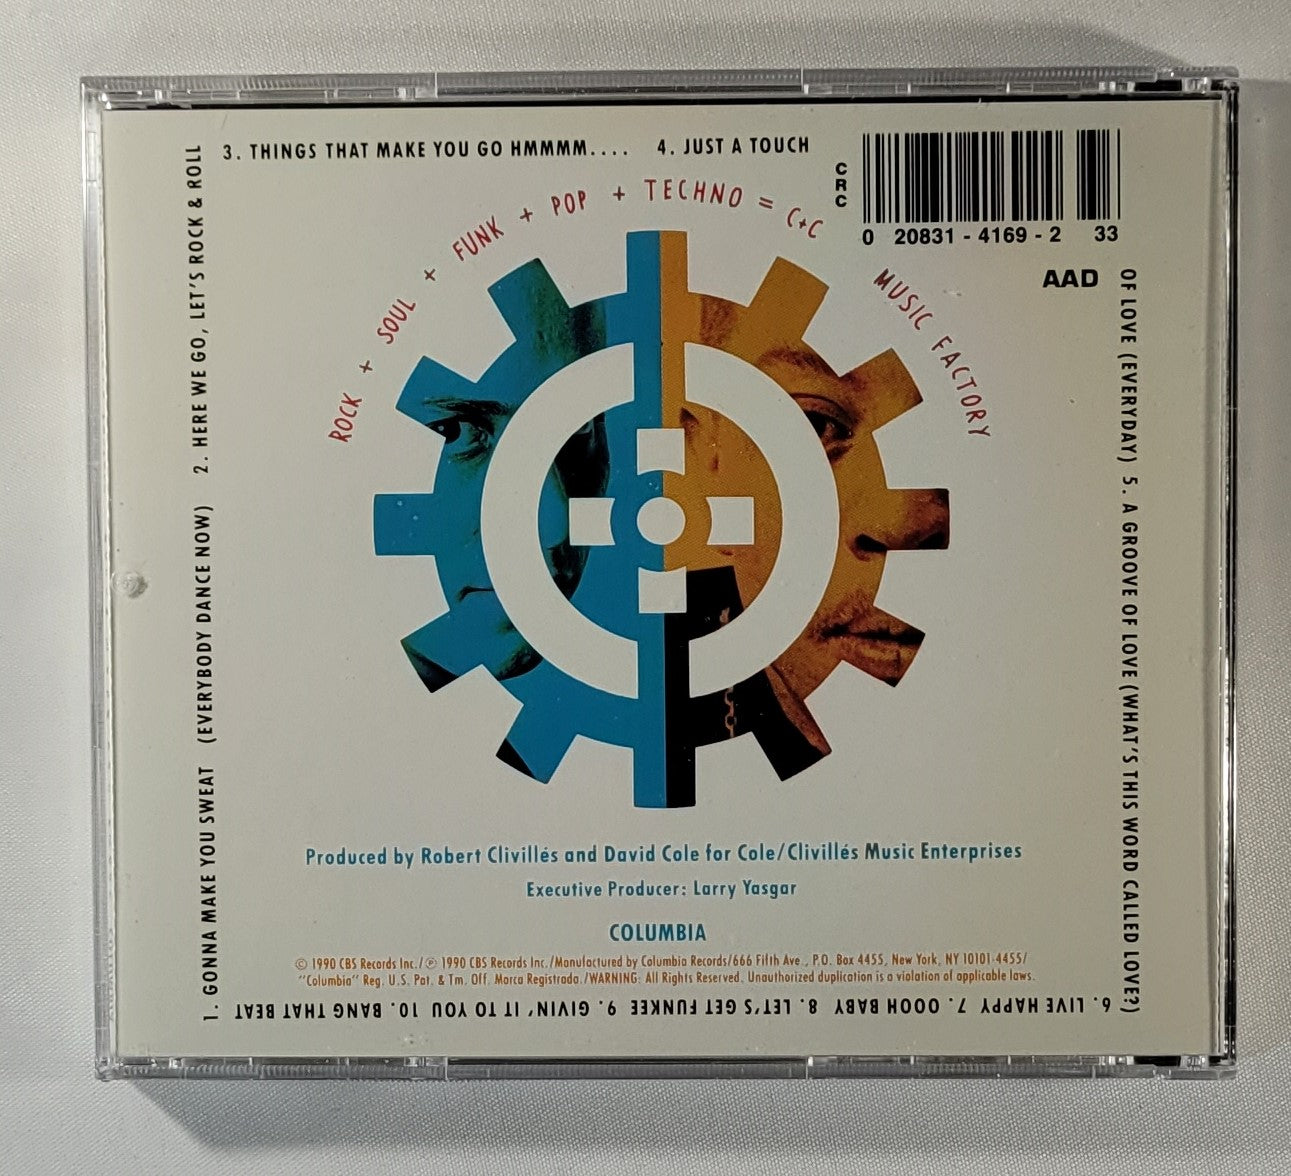 1. GONNA MAKE YOU SWEAT (EVERYBODY DANCE NOW) 2. HERE WE GO, LET'S ROCK & ROLL
3. THINGS THAT MAKE YOU GO HMMMM.... 4. JUST A TOUCH
OF LOVE (EVERYDAY) 5. A GROOVE OF LOVE (WHAT'S THIS WORD CALLED LOVE?)
6. LIVE HAPPY 7. OOOH BABY 8. LET'S GET FUNKEE 9. GIVIN' IT TO YOU 10. BANG THAT BEAT
CRC
0 20831-4169-2 33
AAD
ROCK + SOUL + FUNK + POP + TECHNO = C+C MUSIC FACTORY
Produced by Robert Clivillés and David Cole for Cole/Clivillés Music Enterprises
Executive Producer: Larry Yasgar
COLUMBIA
© 1990 CBS Records Inc./℗ 1990 CBS Records Inc./Manufactured by Columbia Records/666 Fifth Ave., P.O. Box 4455, New York, NY 10101-4455/
"Columbia" Reg. U.S. Pat. & Tm. Off. Marca Registrada./WARNING: All Rights Reserved. Unauthorized duplication is a violation of applicable laws.